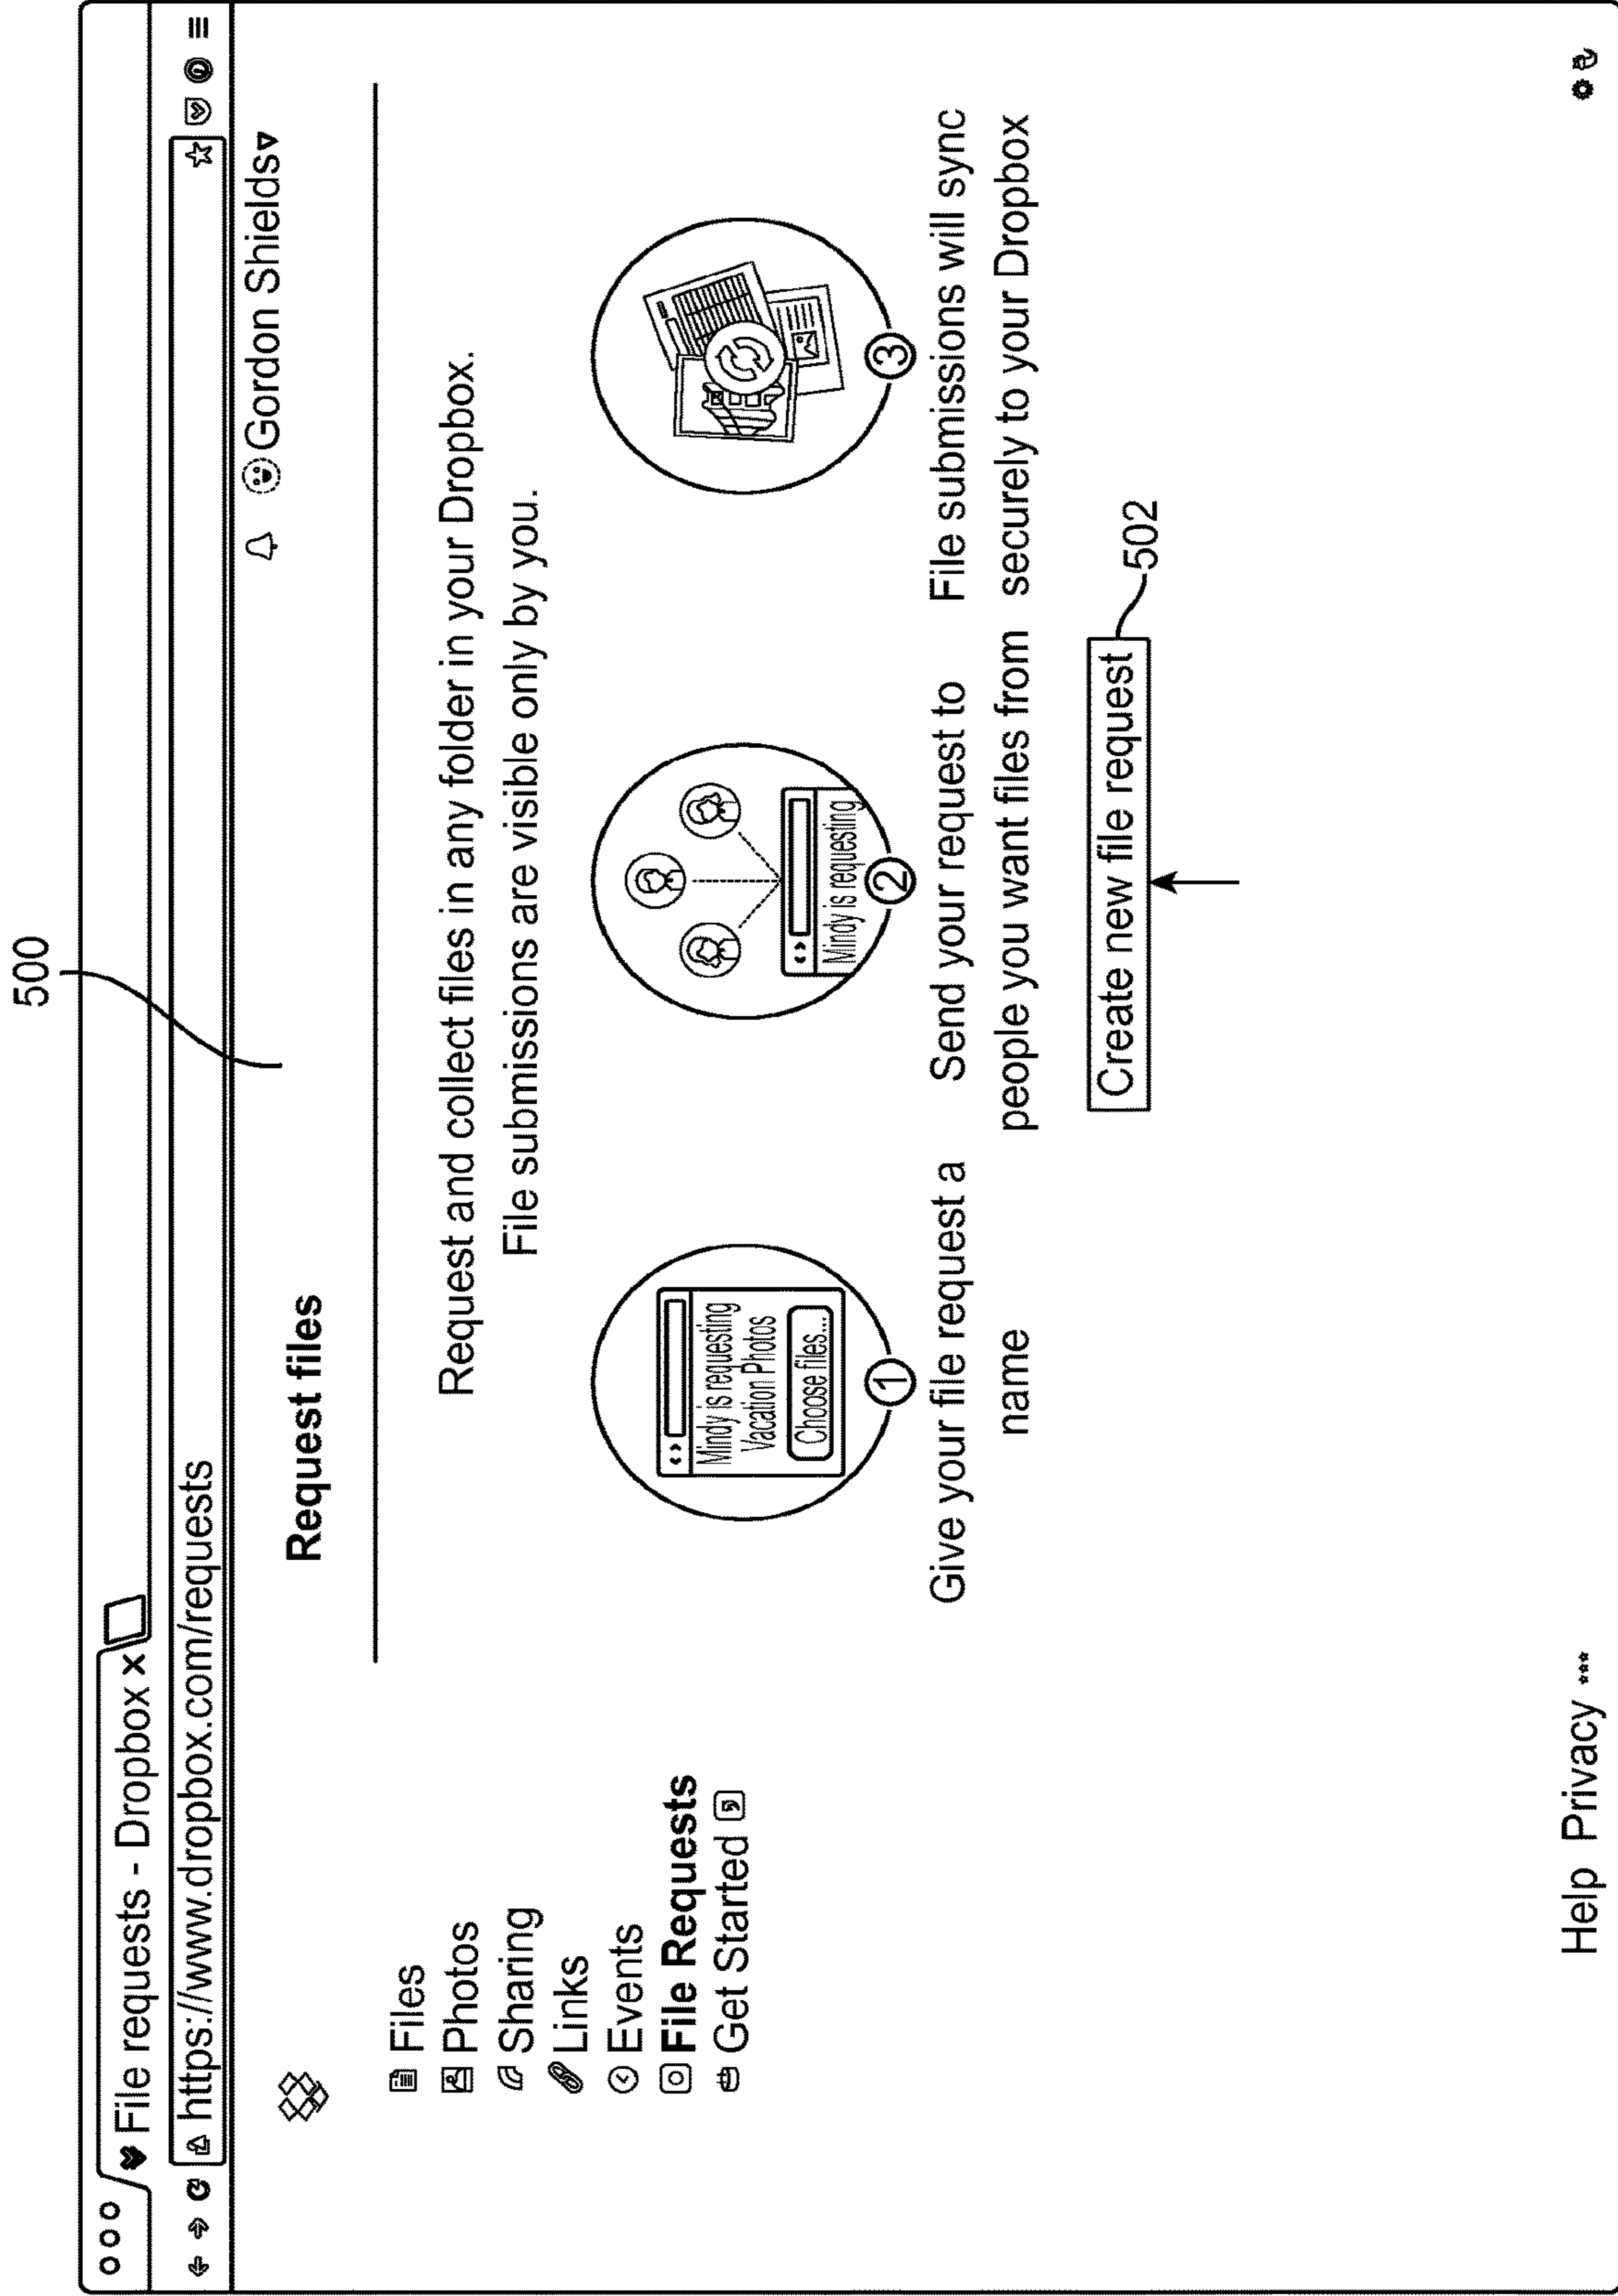 500
File requests - Dropbox x
https://www.dropbox.com/requests
Gordon Shields
Request files
Files
Photos
Sharing
Links
Events
File Requests
Get Started
Request and collect files in any folder in your Dropbox.
File submissions are visible only by you.
Mindy is requesting
Vacation Photos
Choose files...
1
Give your file request a
name
Mindy is requesting
2
Send your request to
people you want files from
3
File submissions will sync
securely to your Dropbox
Create new file request
502
Help Privacy ***